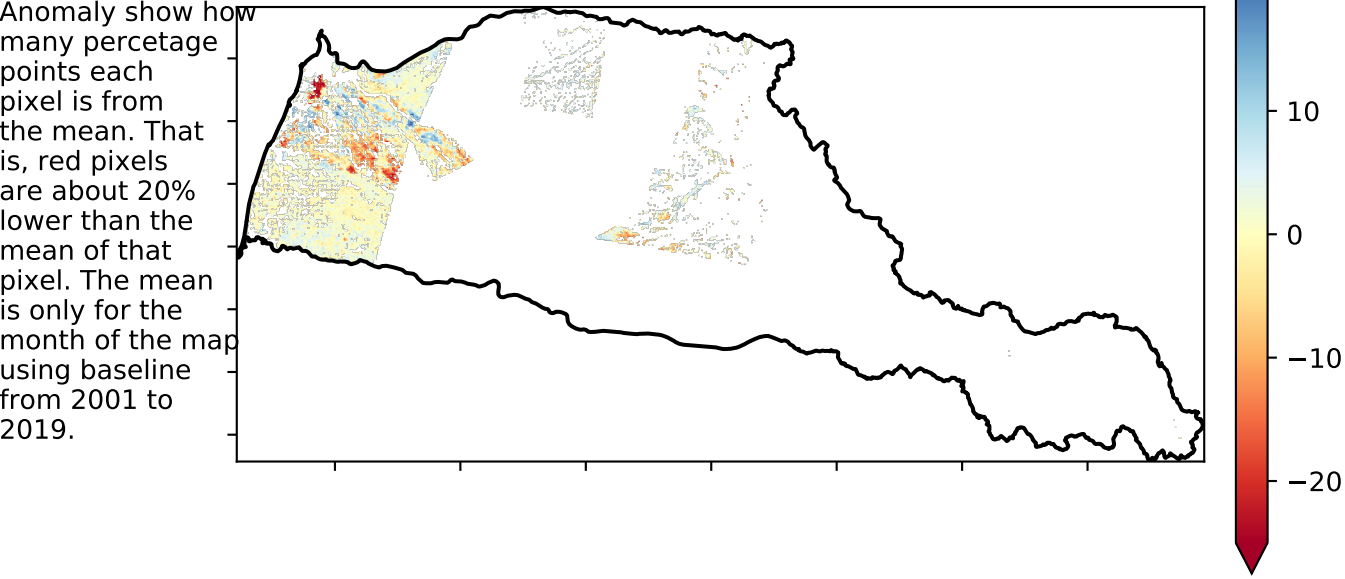 Anomaly show how
many percetage
points each
pixel is from
the mean. That
is, red pixels
are about 20%
lower than the
mean of that
pixel. The mean
is only for the
month of the map
using baseline
from 2001 to
2019.
10
0
−10
−20